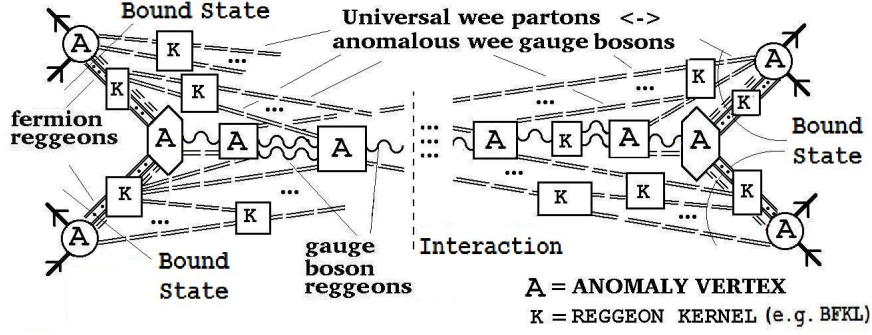 Bound State
Universal wee partons <->
anomalous wee gauge bosons
A
K
...
A
K
K
...
K
K
fermion
reggeons
A
A
A
...
A
K
A
A
Bound
State
K
...
K
...
K
K
K
A
Bound
State
gauge
boson
reggeons
Interaction
A
A = ANOMALY VERTEX
K = REGGEON KERNEL (e.g. BFKL)